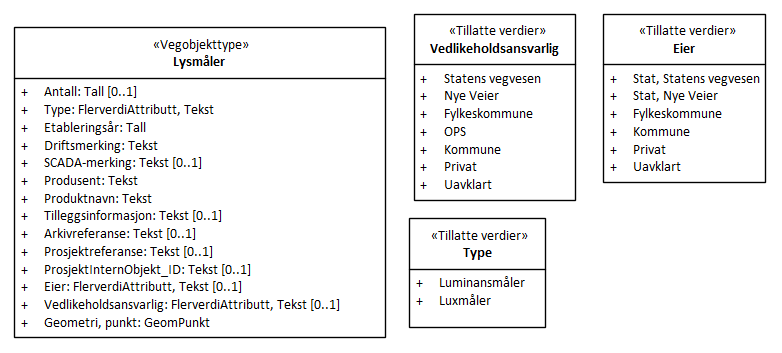 «Vegobjekttype»
Lysmåler
+ Antall: Tall [0..1]
+ Type: FlerverdiAttributt, Tekst
+ Etableringsår: Tall
+ Driftsmerking: Tekst
+ SCADA-merking: Tekst [0..1]
+ Produsent: Tekst
+ Produktnavn: Tekst
+ Tilleggsinformasjon: Tekst [0..1]
+ Arkivreferanse: Tekst [0..1]
+ Prosjektreferanse: Tekst [0..1]
+ ProsjektInternObjekt_ID: Tekst [0..1]
+ Eier: FlerverdiAttributt, Tekst [0..1]
+ Vedlikeholdsansvarlig: FlerverdiAttributt, Tekst [0..1]
+ Geometri, punkt: GeomPunkt
«Tillatte verdier»
Vedlikeholdsansvarlig
+ Statens vegvesen
+ Nye Veier
+ Fylkeskommune
+ OPS
+ Kommune
+ Privat
+ Uavklart
«Tillatte verdier»
Eier
+ Stat, Statens vegvesen
+ Stat, Nye Veier
+ Fylkeskommune
+ Kommune
+ Privat
+ Uavklart
«Tillatte verdier»
Type
+ Luminansmåler
+ Luxmåler